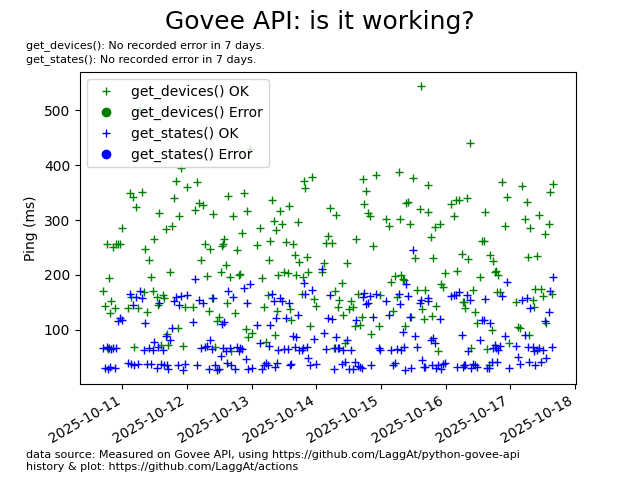 Govee API: is it working?
get_devices(): No recorded error in 7 days.
get_states(): No recorded error in 7 days.
get_devices() OK
get_devices() Error
get_states() OK
get_states() Error
500
400
300
200
100
Ping (ms)
2025-10-11
2025-10-12
2025-10-13
2025-10-14
2025-10-15
2025-10-16
2025-10-17
2025-10-18
data source: Measured on Govee API, using https://github.com/LaggAt/python-govee-api
history & plot: https://github.com/LaggAt/actions